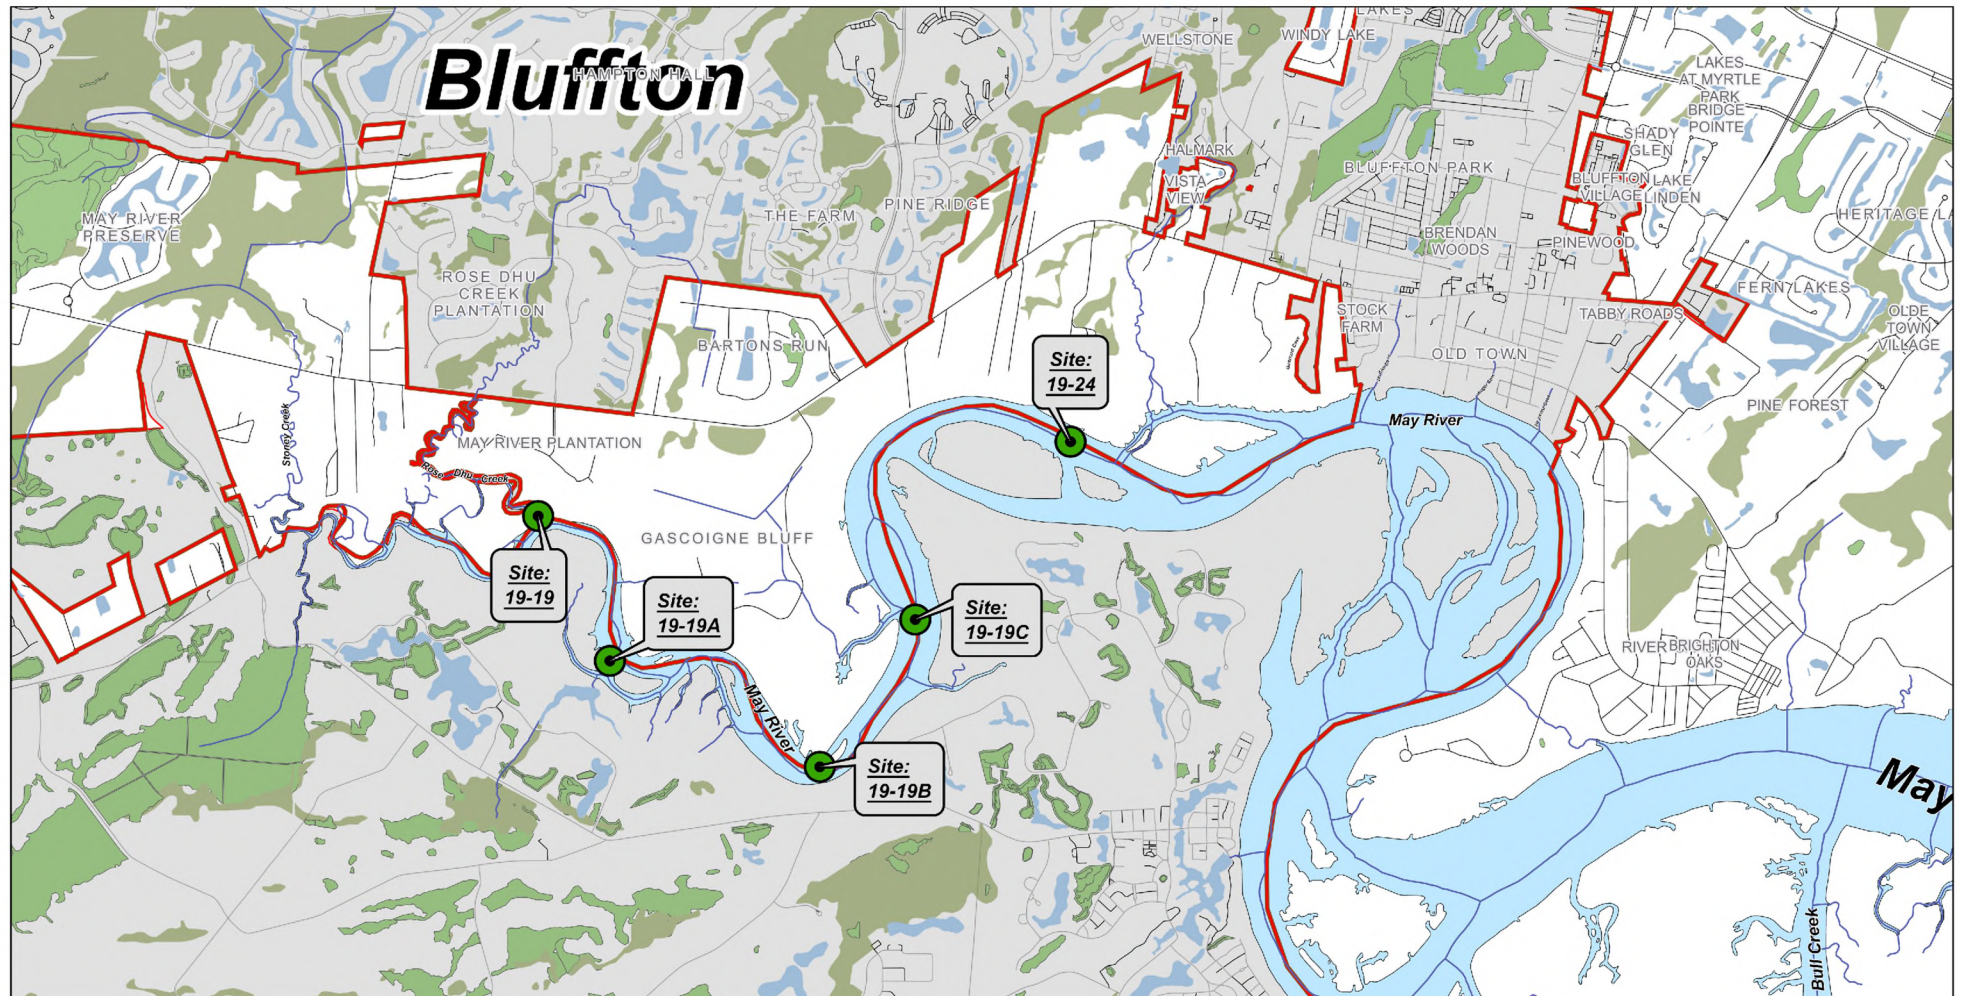 LAKES
WELLSTONE
WINDY LAKE
Bluffton
HAMPTON HALL
LAKES
AT MYRTLE
PARK
BRIDGE
POINTE
SHADY
GLEN
HALMARK
VISTA
VIEW
BLUFFTON PARK
BLUFFTON
VILLAGE
LAKE
LINDEN
MAY RIVER
PRESERVE
THE FARM
PINE RIDGE
HERITAGE LA
BRENDAN
WOODS
PINEWOOD
ROSE DHU
CREEK
PLANTATION
FERN LAKES
STOCK
FARM
TABBY ROADS
OLDE
TOWN
VILLAGE
BARTONS RUN
OLD TOWN
Site:
19-24
PINE FOREST
May River
Stoney Creek
MAY RIVER PLANTATION
Rose Dhu Creek
GASCOIGNE BLUFF
Site:
19-19
Site:
19-19A
Site:
19-19C
RIVER
BRIGHTON
OAKS
May River
Site:
19-19B
May
Bull Creek